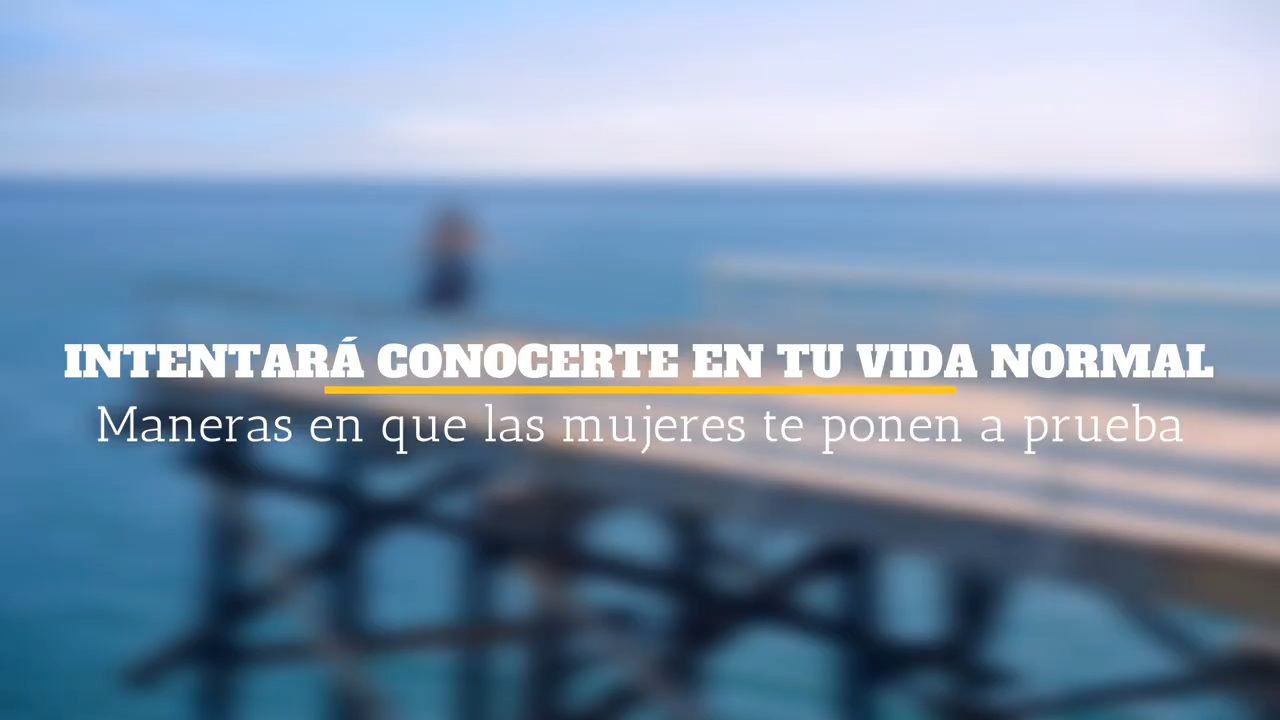 INTENTARÁ CONOCERTE EN TU VIDA NORMAL
Maneras en que las mujeres te ponen a prueba